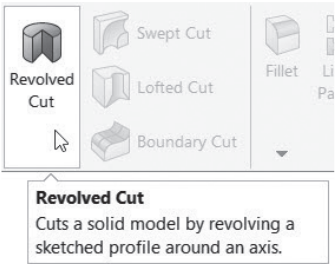 Revolved
Cut
Swept Cut
Lofted Cut
Boundary Cut
Fillet
Revolved Cut
Cuts a solid model by revolving a
sketched profile around an axis.